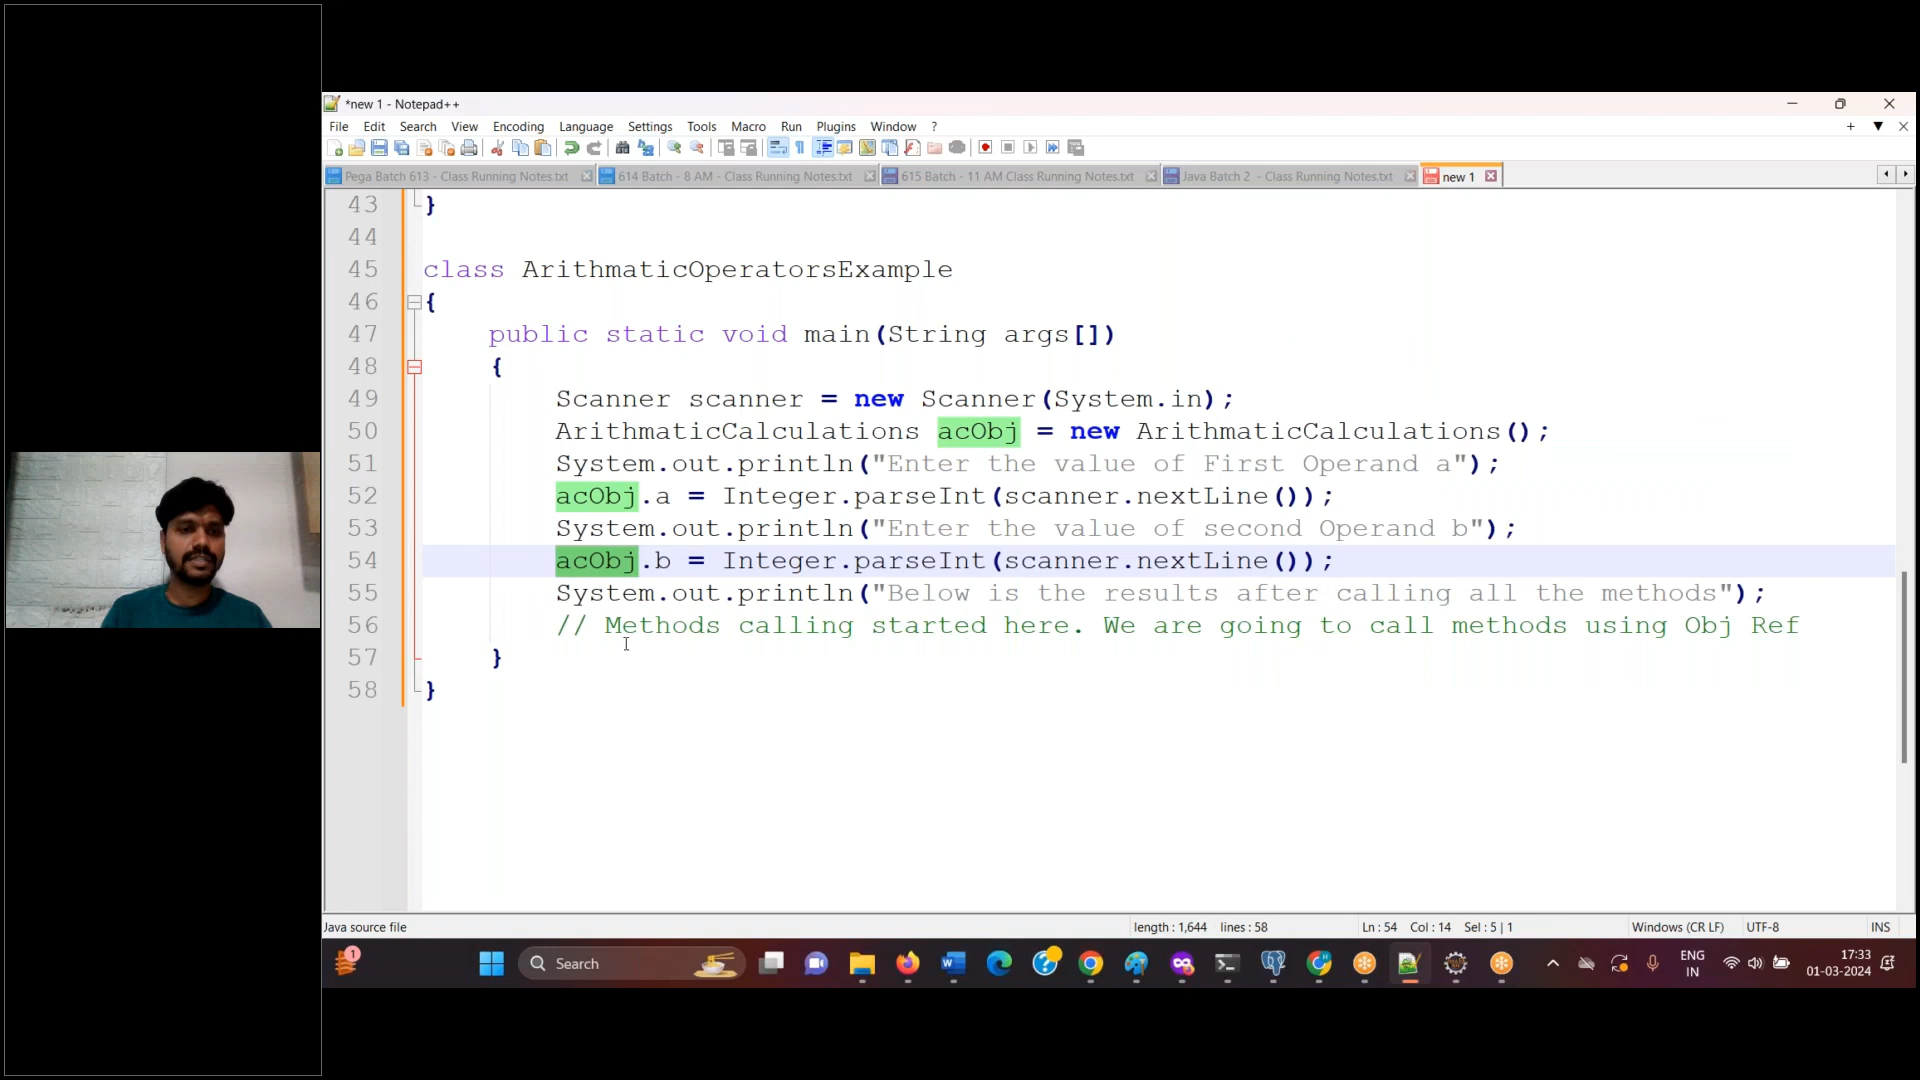 *new 1 - Notepad++
File Edit Search View Encoding Language Settings Tools Macro Run Plugins Window ?
Pega Batch 613 - Class Running Notes.txt 614 Batch - 8 AM - Class Running Notes.txt 615 Batch - 11 AM Class Running Notes.txt Java Batch 2 - Class Running Notes.txt new 1
43 }
44
45 class ArithmaticOperatorsExample
46 {
47 public static void main(String args[])
48 {
49 Scanner scanner = new Scanner(System.in);
50 ArithmaticCalculations acObj = new ArithmaticCalculations();
51 System.out.println("Enter the value of First Operand a");
52 acObj.a = Integer.parseInt(scanner.nextLine());
53 System.out.println("Enter the value of second Operand b");
54 acObj.b = Integer.parseInt(scanner.nextLine());
55 System.out.println("Below is the results after calling all the methods");
56 // Methods calling started here. We are going to call methods using Obj Ref
57 }
58 }
Java source file length : 1,644 lines : 58 Ln : 54 Col : 14 Sel : 5 | 1 Windows (CR LF) UTF-8 INS
1 Search ENG IN 17:33
01-03-2024